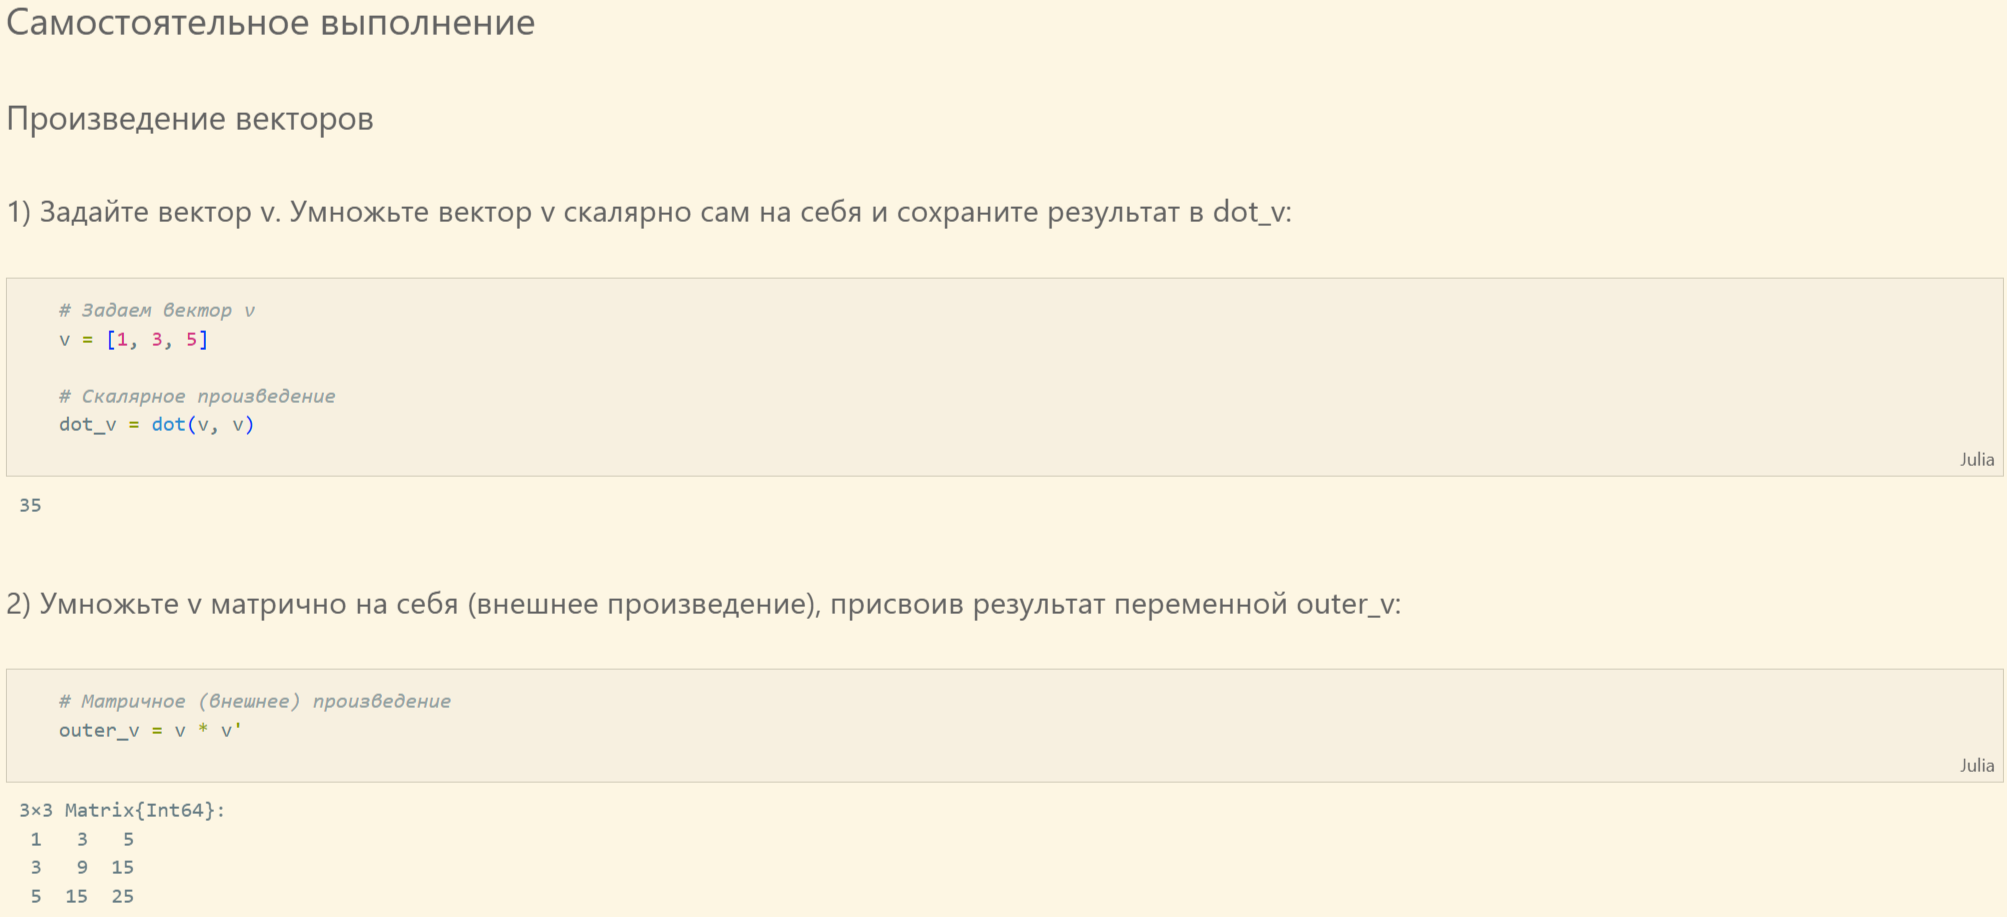 Самостоятельное выполнение
Произведение векторов
1) Задайте вектор v. Умножьте вектор v скалярно сам на себя и сохраните результат в dot_v:
# Задаем вектор v
v = [1, 3, 5]
# Скалярное произведение
dot_v = dot(v, v)
Julia
35
2) Умножьте v матрично на себя (внешнее произведение), присвоив результат переменной outer_v:
# Матричное (внешнее) произведение
outer_v = v * v'
Julia
3×3 Matrix{Int64}:
1 3 5
3 9 15
5 15 25